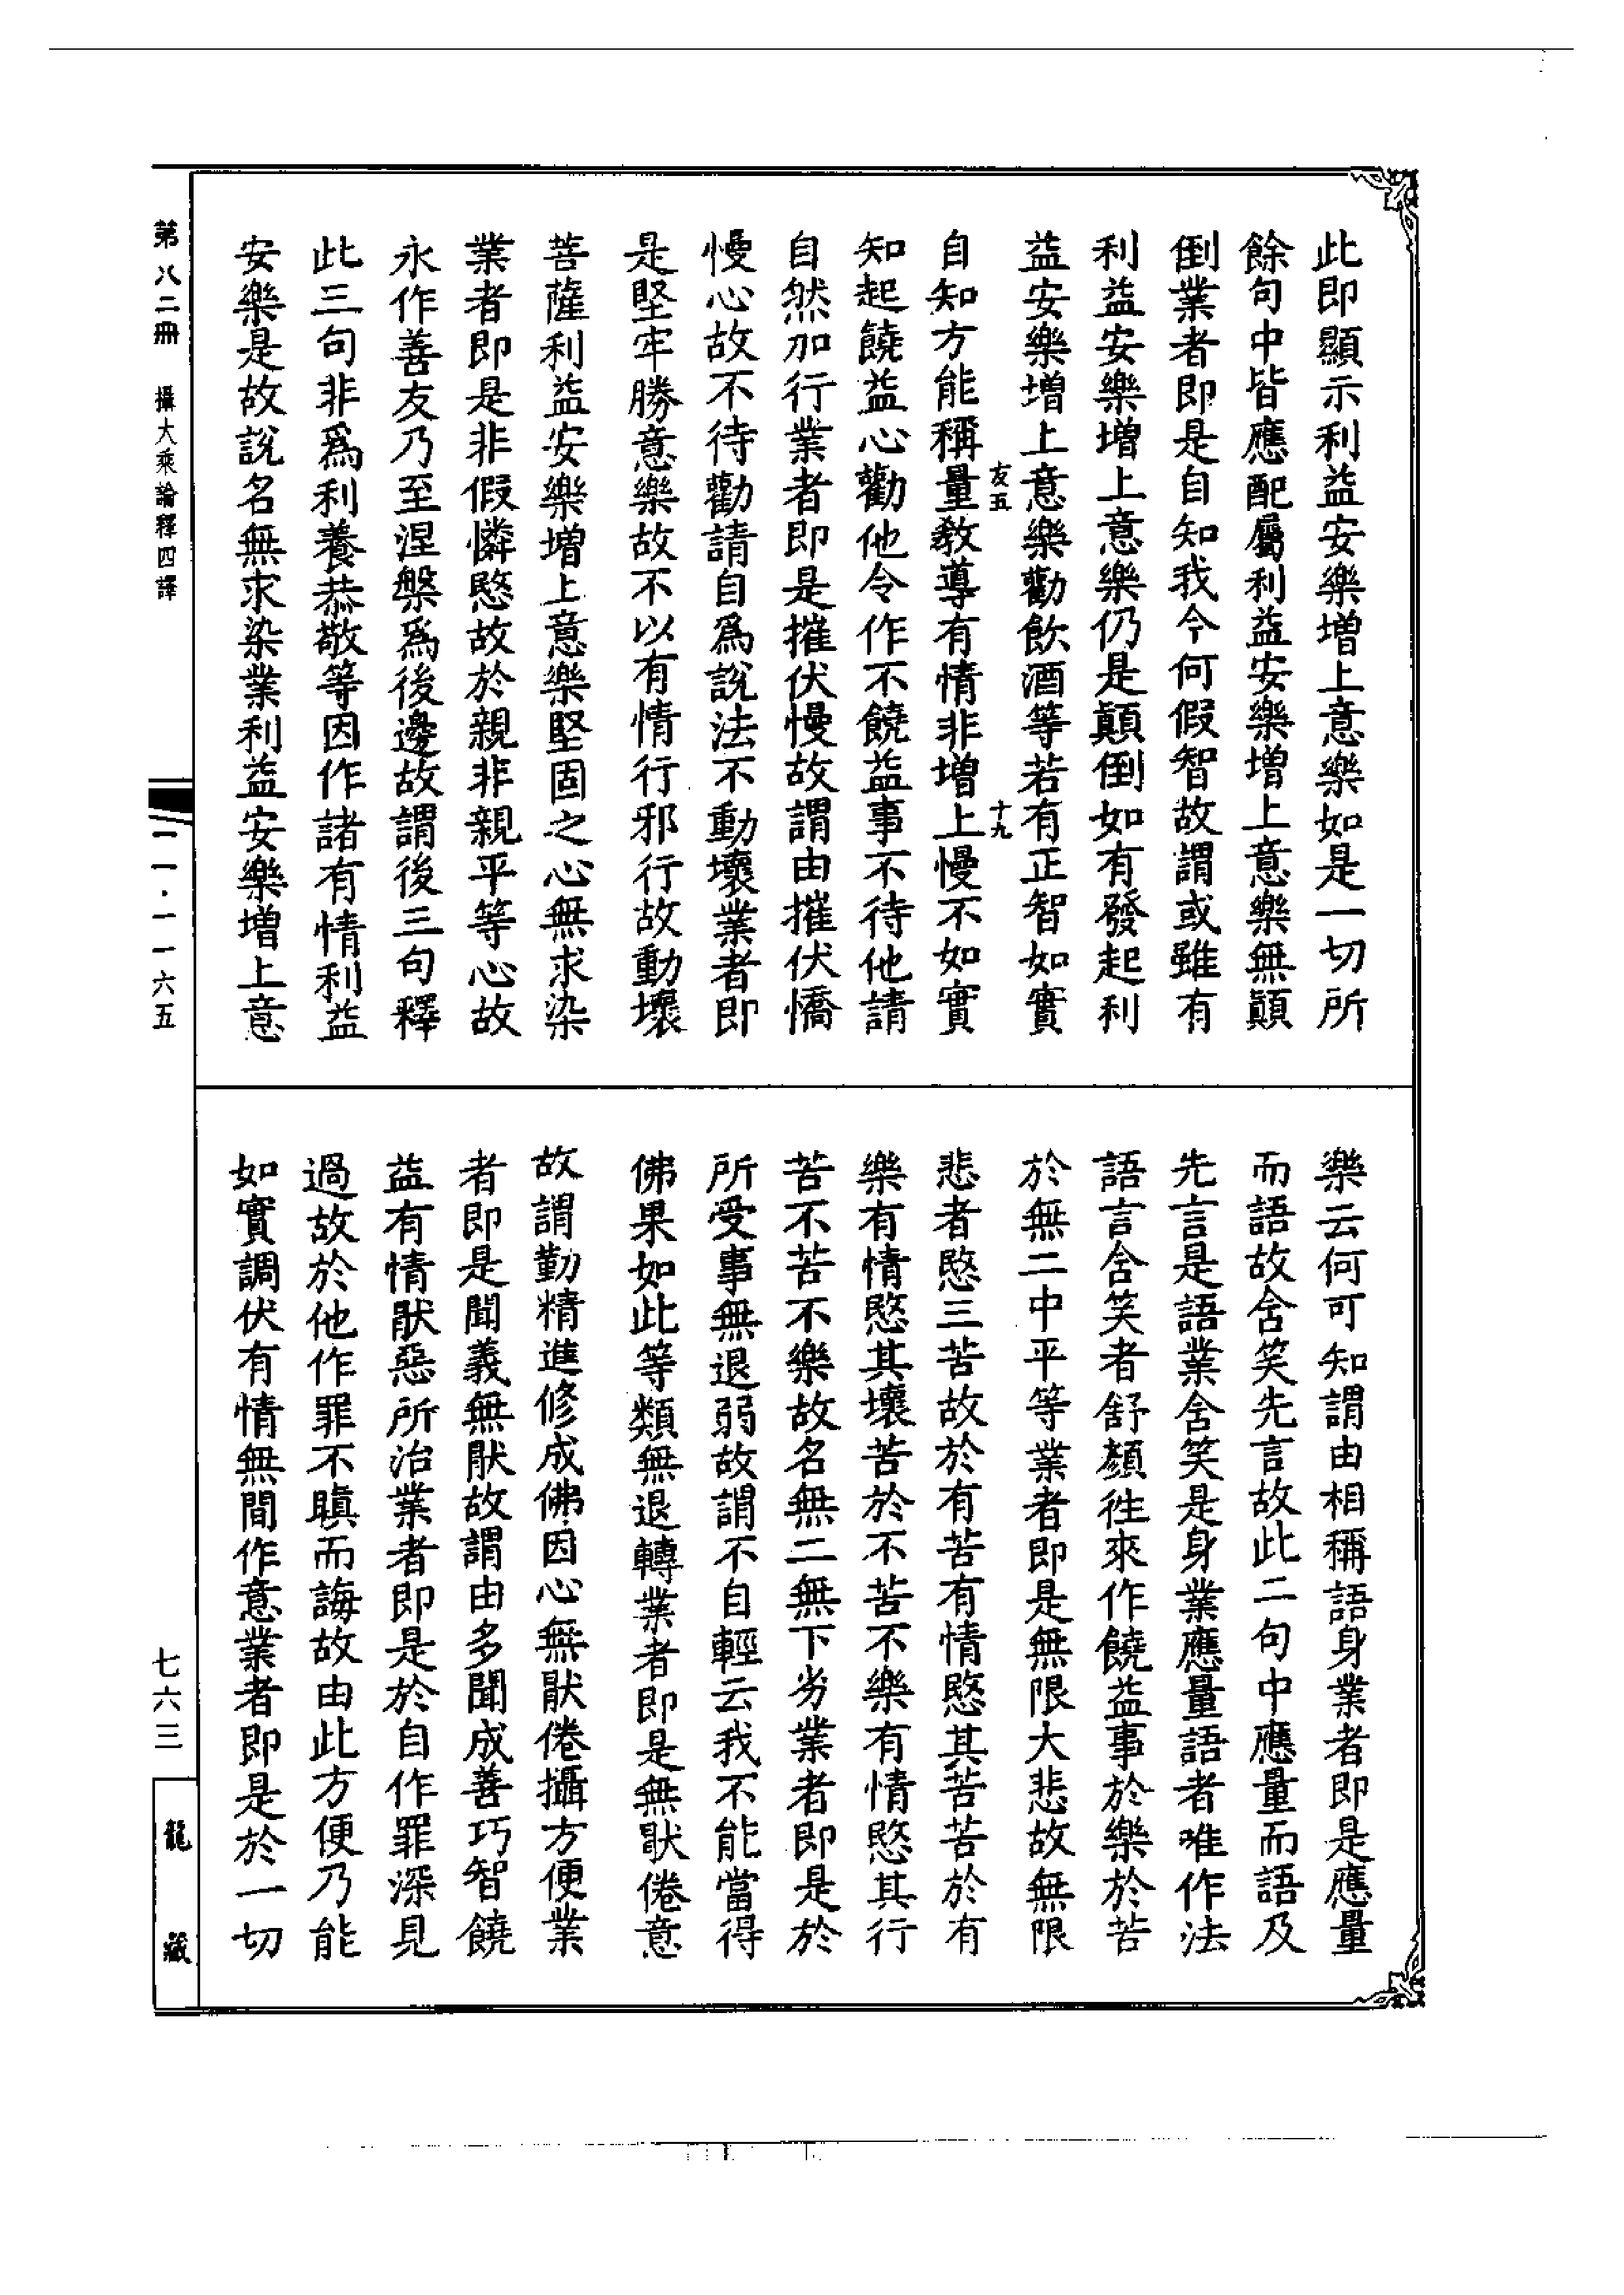 此即顯示利益安樂增上意樂如是一切所
餘句中皆應配屬利益安樂增上意樂無顛
倒業者即是自知我今何假智故謂或雖有
利益安樂增上意樂仍是顛倒如有發起利
益安樂增上意樂勸飲酒等若有正智如實
友五
十九
自知方能稱量教導有情非增上慢不如實
知起饒益心勸他令作不饒益事不待他請
自然加行業者即是摧伏慢故謂由摧伏憍
慢心故不待勸請自爲說法不動壞業者即
是堅牢勝意樂故不以有情行邪行故動壞
菩薩利益安樂增上意樂堅固之心無求染
業者即是非假憐愍故於親非親平等心故
永作善友乃至涅槃爲後邊故謂後三句釋
此三句非爲利養恭敬等因作諸有情利益
安樂是故說名無求染業利益安樂增上意
樂云何可知謂由相稱語身業者即是應量
而語故含笑先言故此二句中應量而語及
先言是語業含笑是身業應量語者唯作法
語言含笑者舒顏徃來作饒益事於樂於苦
於無二中平等業者即是無限大悲故無限
悲者愍三苦故於有苦有情愍其苦苦於有
樂有情愍其壞苦於不苦不樂有情愍其行
苦不苦不樂故名無二無下劣業者即是於
所受事無退弱故謂不自輕云我不能當得
佛果如此等類無退轉業者即是無猒倦意
故謂勤精進修成佛因心無猒倦攝方便業
者即是聞義無猒故謂由多聞成善巧智饒
益有情猒惡所治業者即是於自作罪深見
過故於他作罪不瞋而誨故由此方便乃能
如實調伏有情無間作意業者即是於一切
第八二冊　攝大乘論釋四譯
一一·一一六五
七六三
龍藏